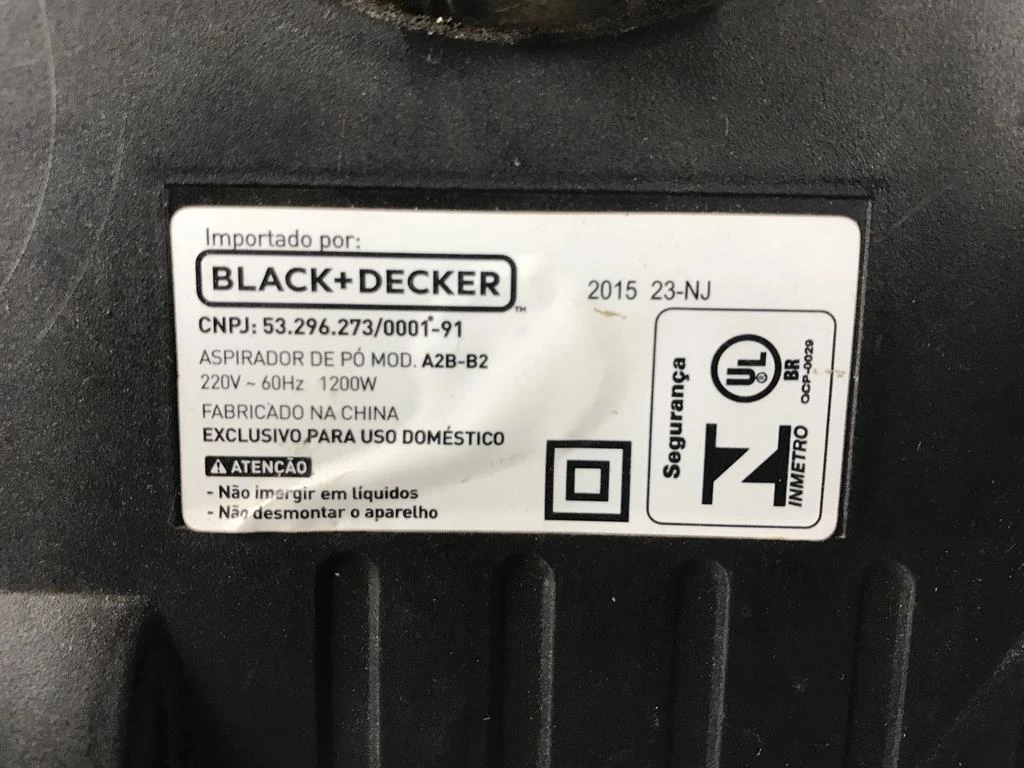 Importado por:
BLACK+DECKER™
CNPJ: 53.296.273/0001-91
ASPIRADOR DE PÓ MOD. A2B-B2
220V ~ 60Hz 1200W
FABRICADO NA CHINA
EXCLUSIVO PARA USO DOMÉSTICO
ATENÇÃO
- Não imergir em líquidos
- Não desmontar o aparelho
2015 23-NJ
Segurança
UL®
BR
OCP-0029
INMETRO